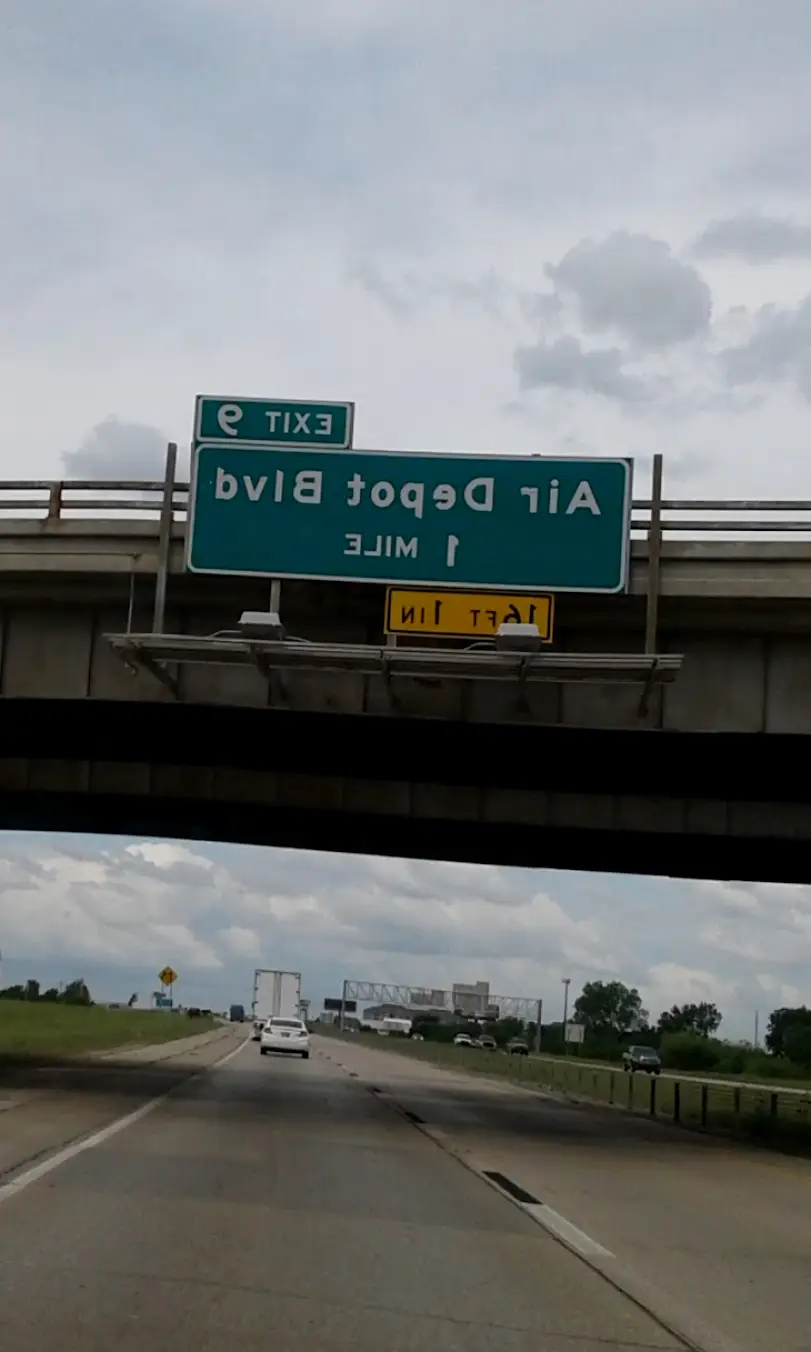 EXIT 9
Air Depot Blvd
1 MILE
16FT 1IN